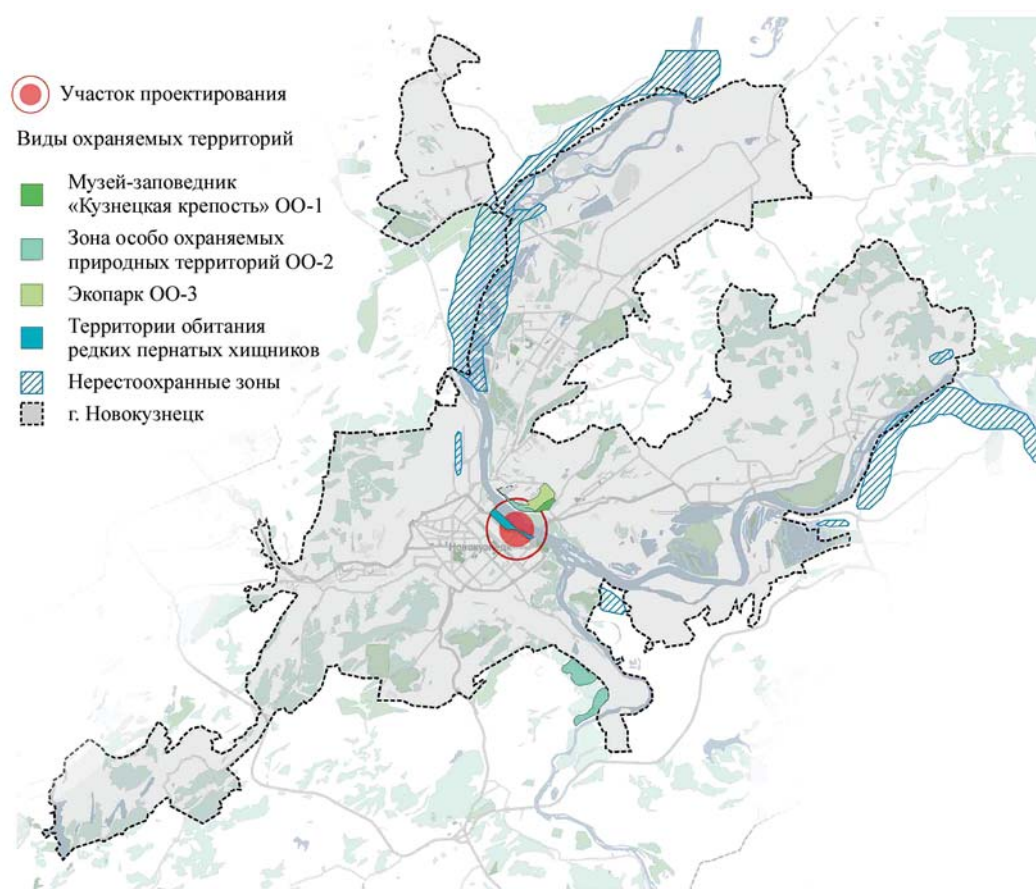 Участок проектирования
Виды охраняемых территорий
Музей-заповедник
«Кузнецкая крепость» ОО-1
Зона особо охраняемых
природных территорий ОО-2
Экопарк ОО-3
Территории обитания
редких пернатых хищников
Нерестоохранные зоны
г. Новокузнецк
Новокузнецк